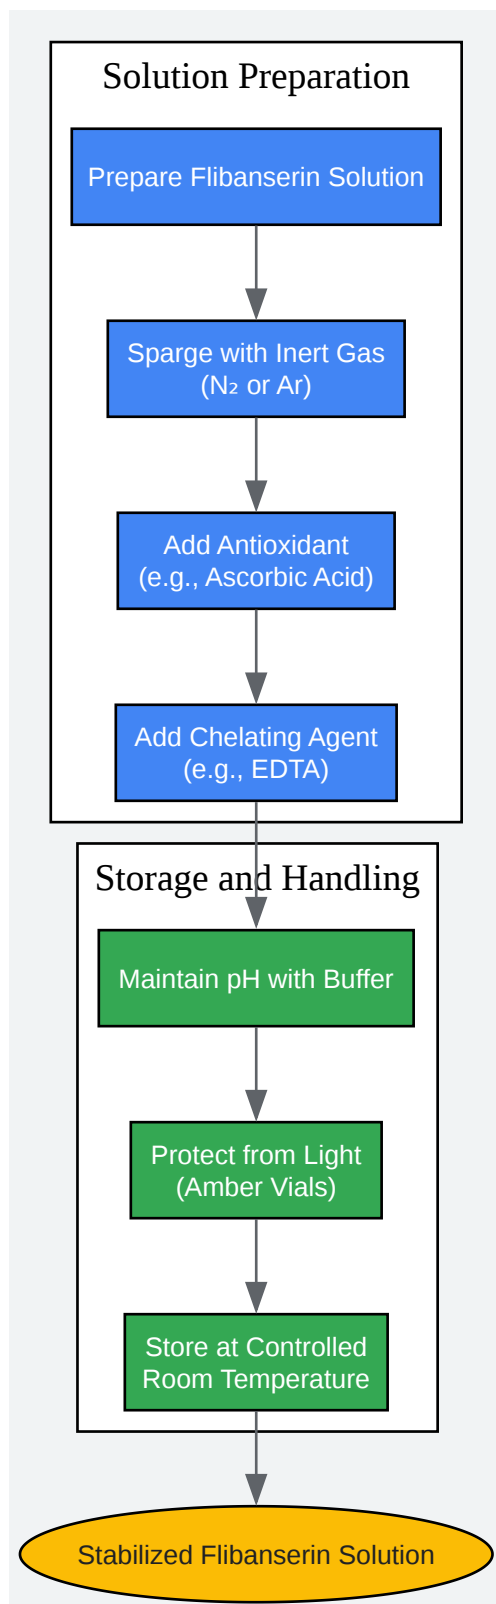 Solution Preparation
Prepare Flibanserin Solution
Sparge with Inert Gas
(N₂ or Ar)
Add Antioxidant
(e.g., Ascorbic Acid)
Add Chelating Agent
(e.g., EDTA)
Storage and Handling
Maintain pH with Buffer
Protect from Light
(Amber Vials)
Store at Controlled
Room Temperature
Stabilized Flibanserin Solution